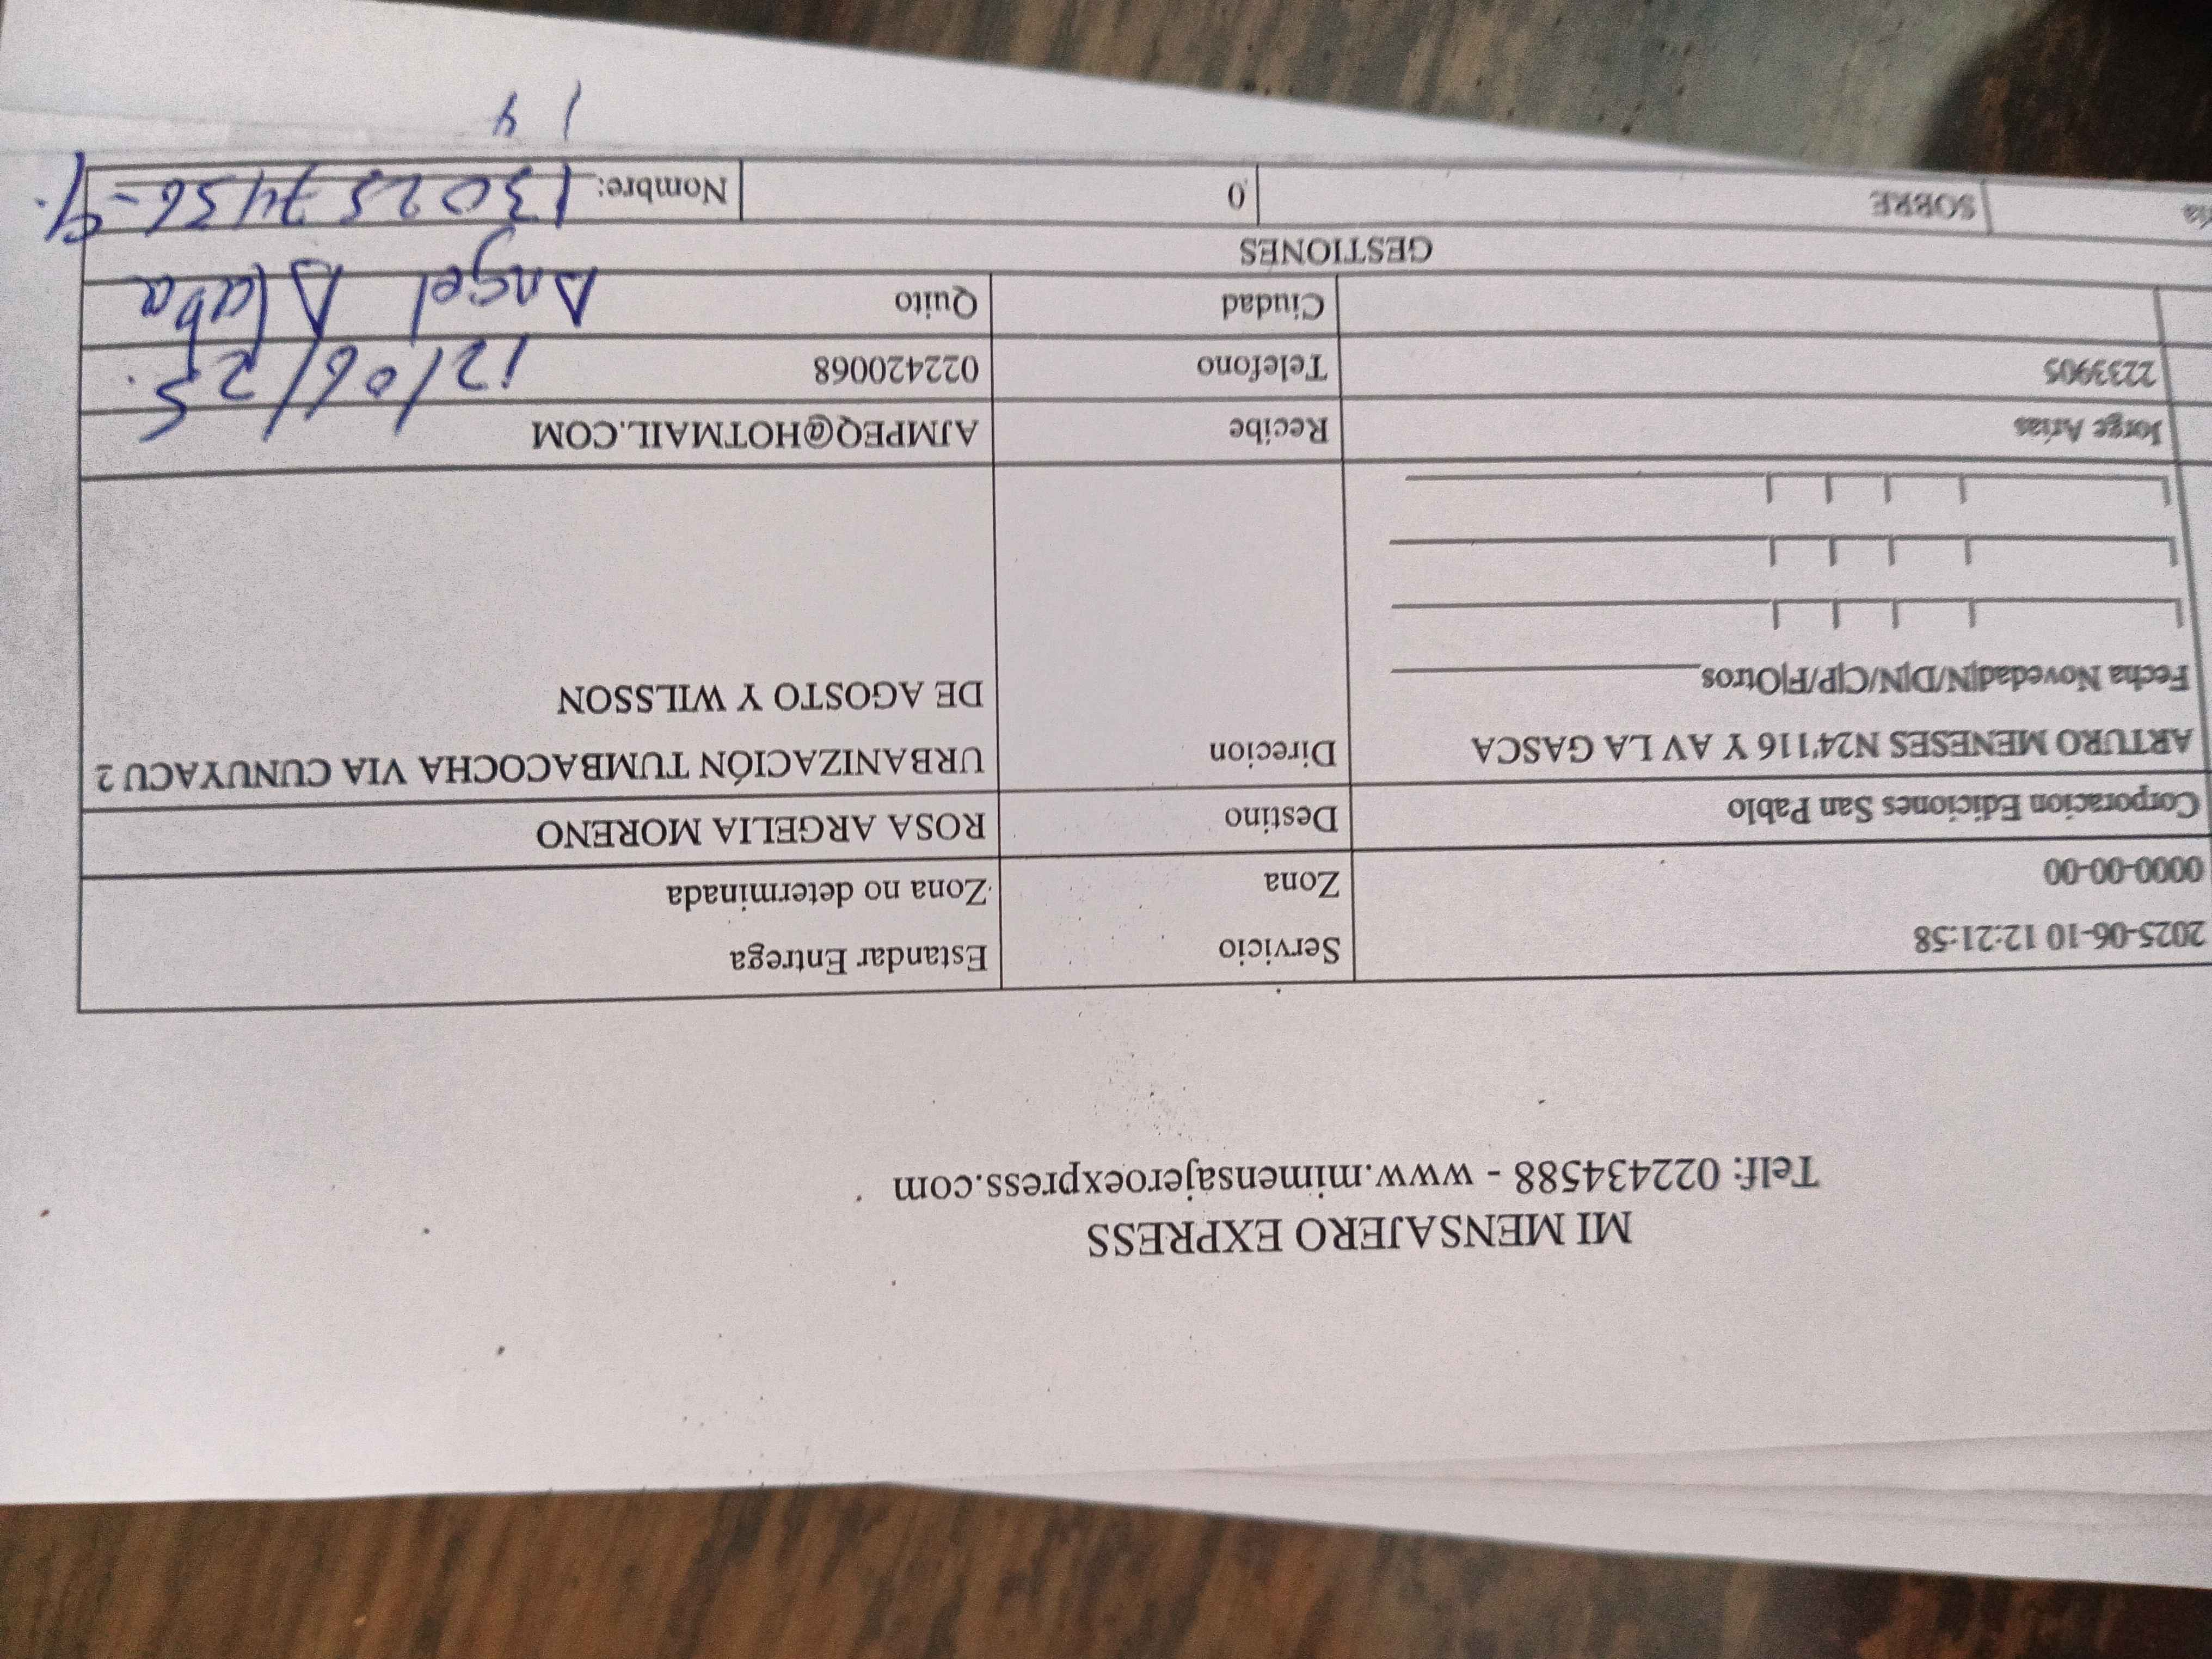 MI MENSAJERO EXPRESS
Telf: 022434588 - www.mimensajeroexpress.com
2025-06-10 12:21:58 Servicio Estandar Entrega
0000-00-00 Zona Zona no determinada
Corporacion Ediciones San Pablo Destino ROSA ARGELIA MORENO
ARTURO MENESES N24'116 Y AV LA GASCA Direcion URBANIZACIÓN TUMBACOCHA VIA CUNUYACU 2
DE AGOSTO Y WILSSON
Fecha Novedad|N/D|N/C|P/F|Otros
Jorge Arias Recibe AJMPEQ@HOTMAIL.COM
2233905 Telefono 022420068
12/06/25.
Ciudad Quito
Angel Alaba
GESTIONES
SOBRE 0 Nombre:
130257456-9.